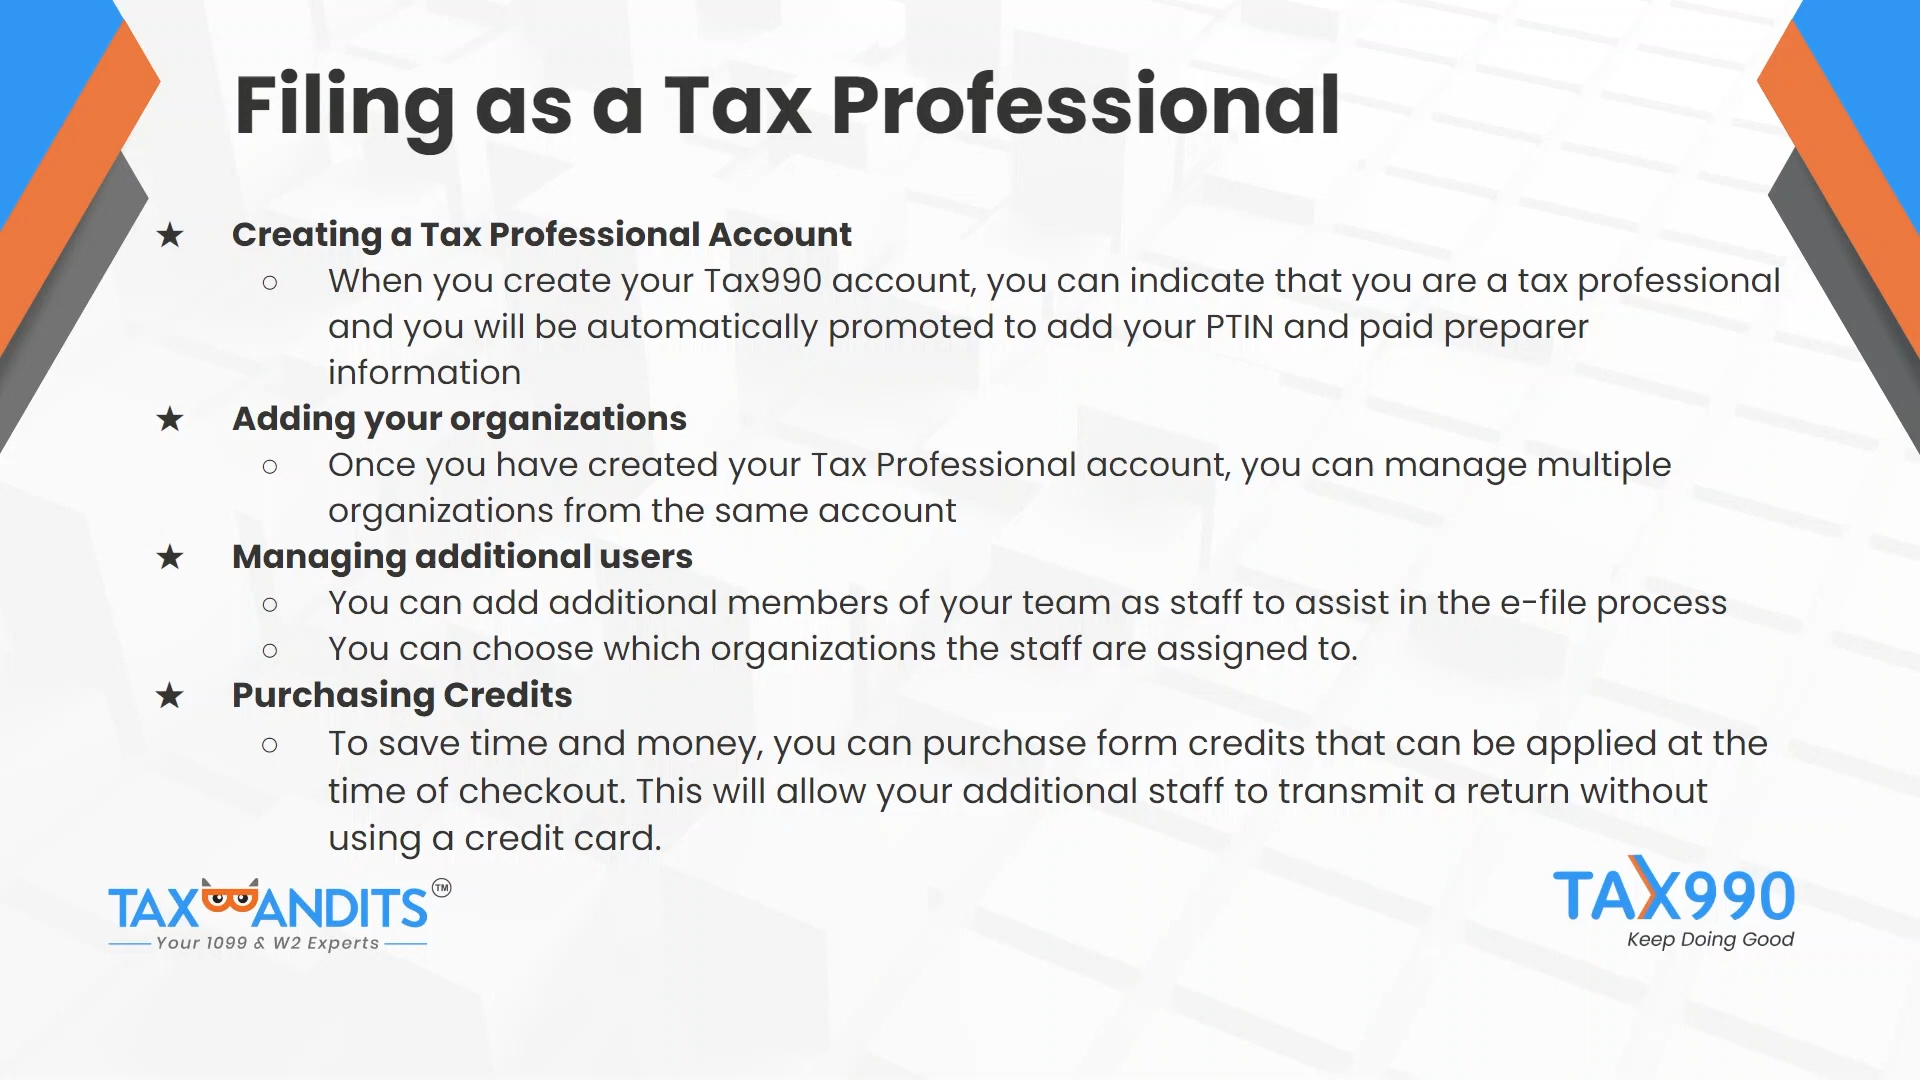 Filing as a Tax Professional
★ Creating a Tax Professional Account
○ When you create your Tax990 account, you can indicate that you are a tax professional
and you will be automatically promoted to add your PTIN and paid preparer
information
★ Adding your organizations
○ Once you have created your Tax Professional account, you can manage multiple
organizations from the same account
★ Managing additional users
○ You can add additional members of your team as staff to assist in the e-file process
○ You can choose which organizations the staff are assigned to.
★ Purchasing Credits
○ To save time and money, you can purchase form credits that can be applied at the
time of checkout. This will allow your additional staff to transmit a return without
using a credit card.
TAXBANDITS TM
Your 1099 & W2 Experts
TAX990
Keep Doing Good